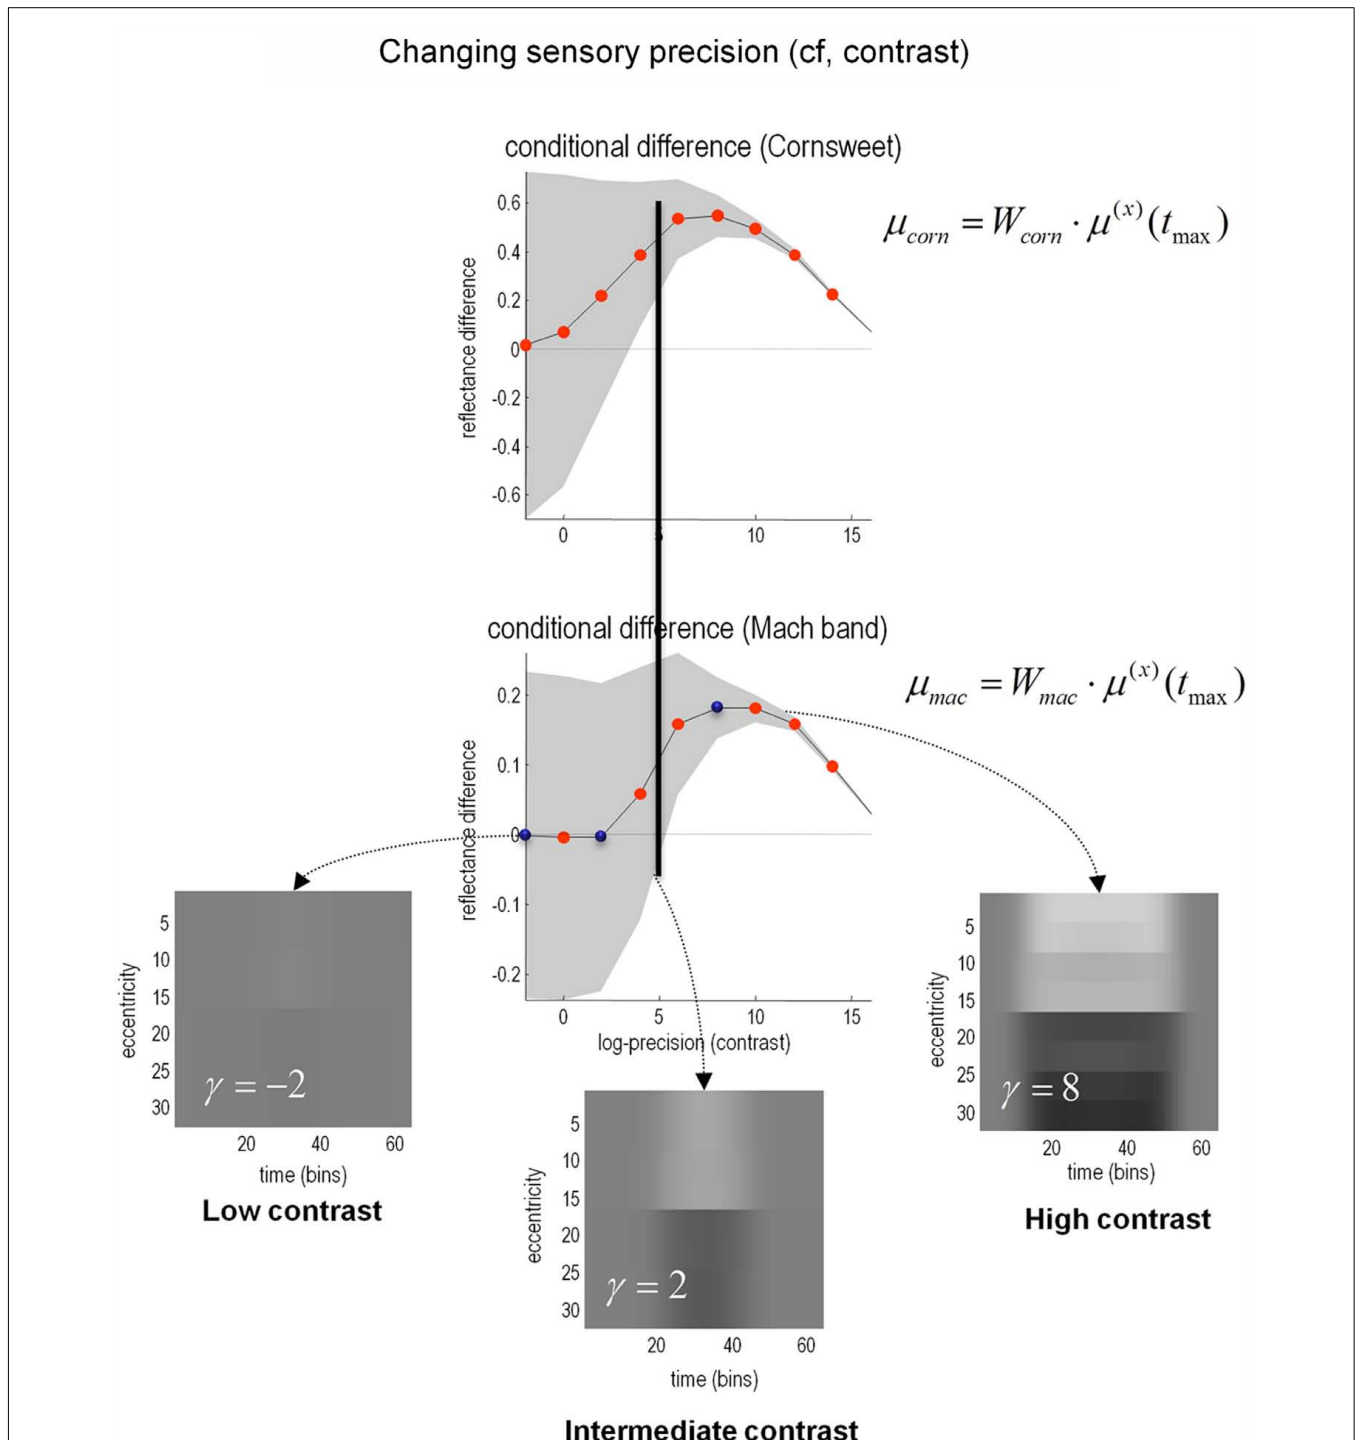 Changing sensory precision (cf, contrast)
conditional difference (Cornsweet)
μ_corn = W_corn · μ^(x)(t_max)
reflectance difference
0.6
0.4
0.2
0
-0.2
-0.4
-0.6
0 5 10 15
conditional difference (Mach band)
μ_mac = W_mac · μ^(x)(t_max)
reflectance difference
0.2
0.1
0
-0.1
-0.2
0 5 10 15
log-precision (contrast)
eccentricity
5
10
15
20
25
30
γ = −2
20 40 60
time (bins)
Low contrast
eccentricity
5
10
15
20
25
30
γ = 2
20 40 60
time (bins)
Intermediate contrast
eccentricity
5
10
15
20
25
30
γ = 8
20 40 60
time (bins)
High contrast